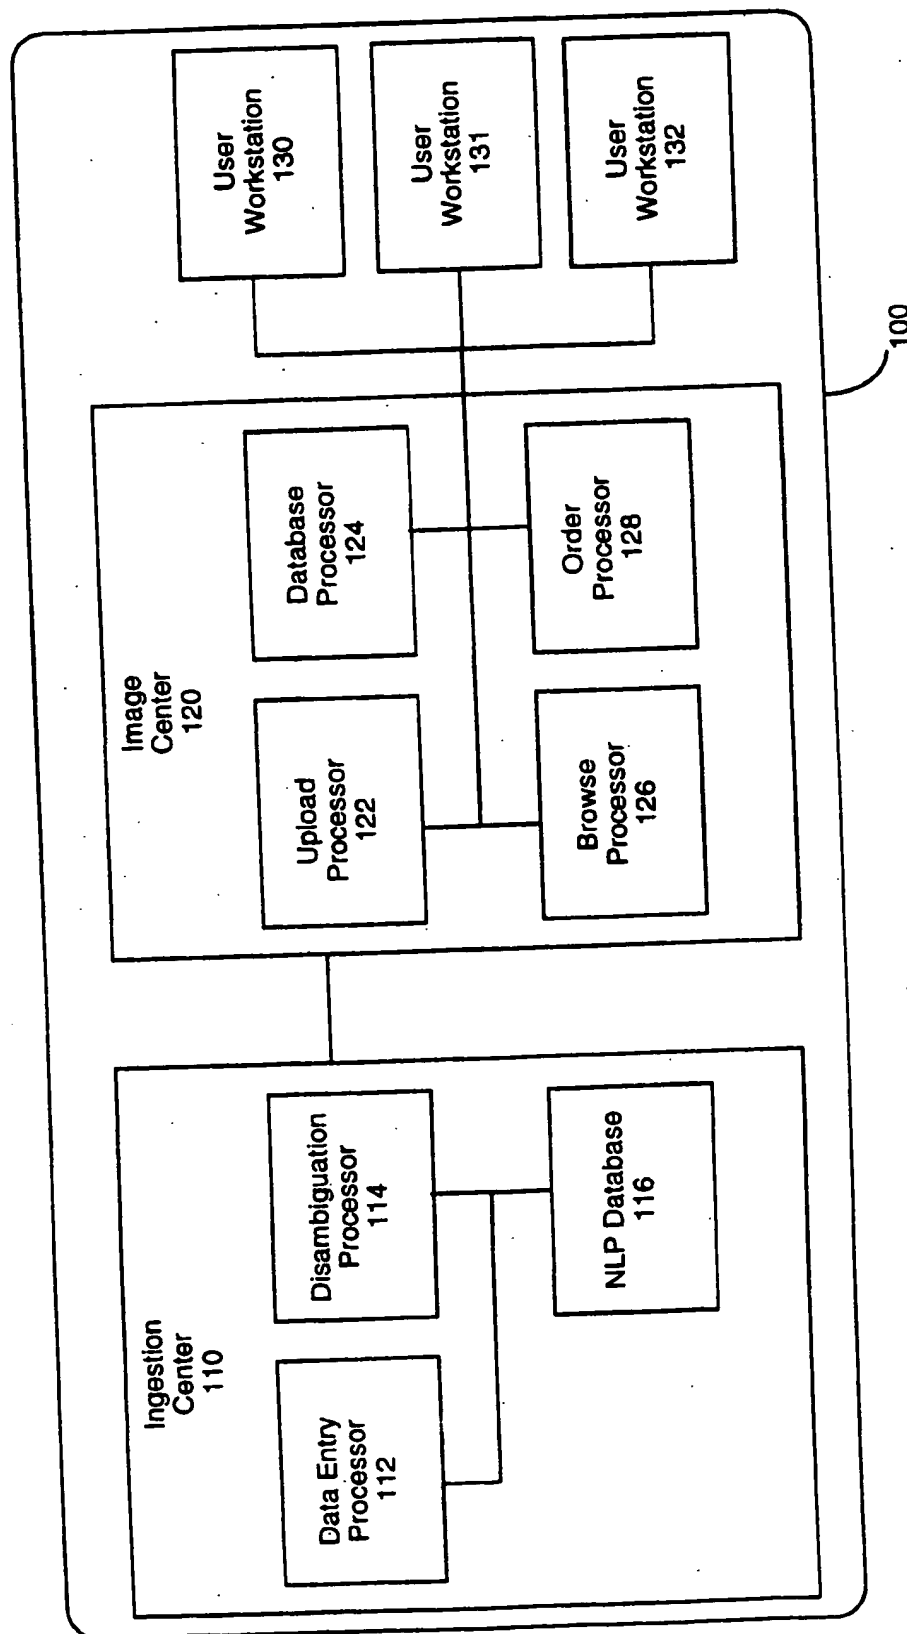 Ingestion
Center
110
Data Entry
Processor
112
Disambiguation
Processor
114
NLP Database
116
Image
Center
120
Upload
Processor
122
Database
Processor
124
Browse
Processor
126
Order
Processor
128
User
Workstation
130
User
Workstation
131
User
Workstation
132
100